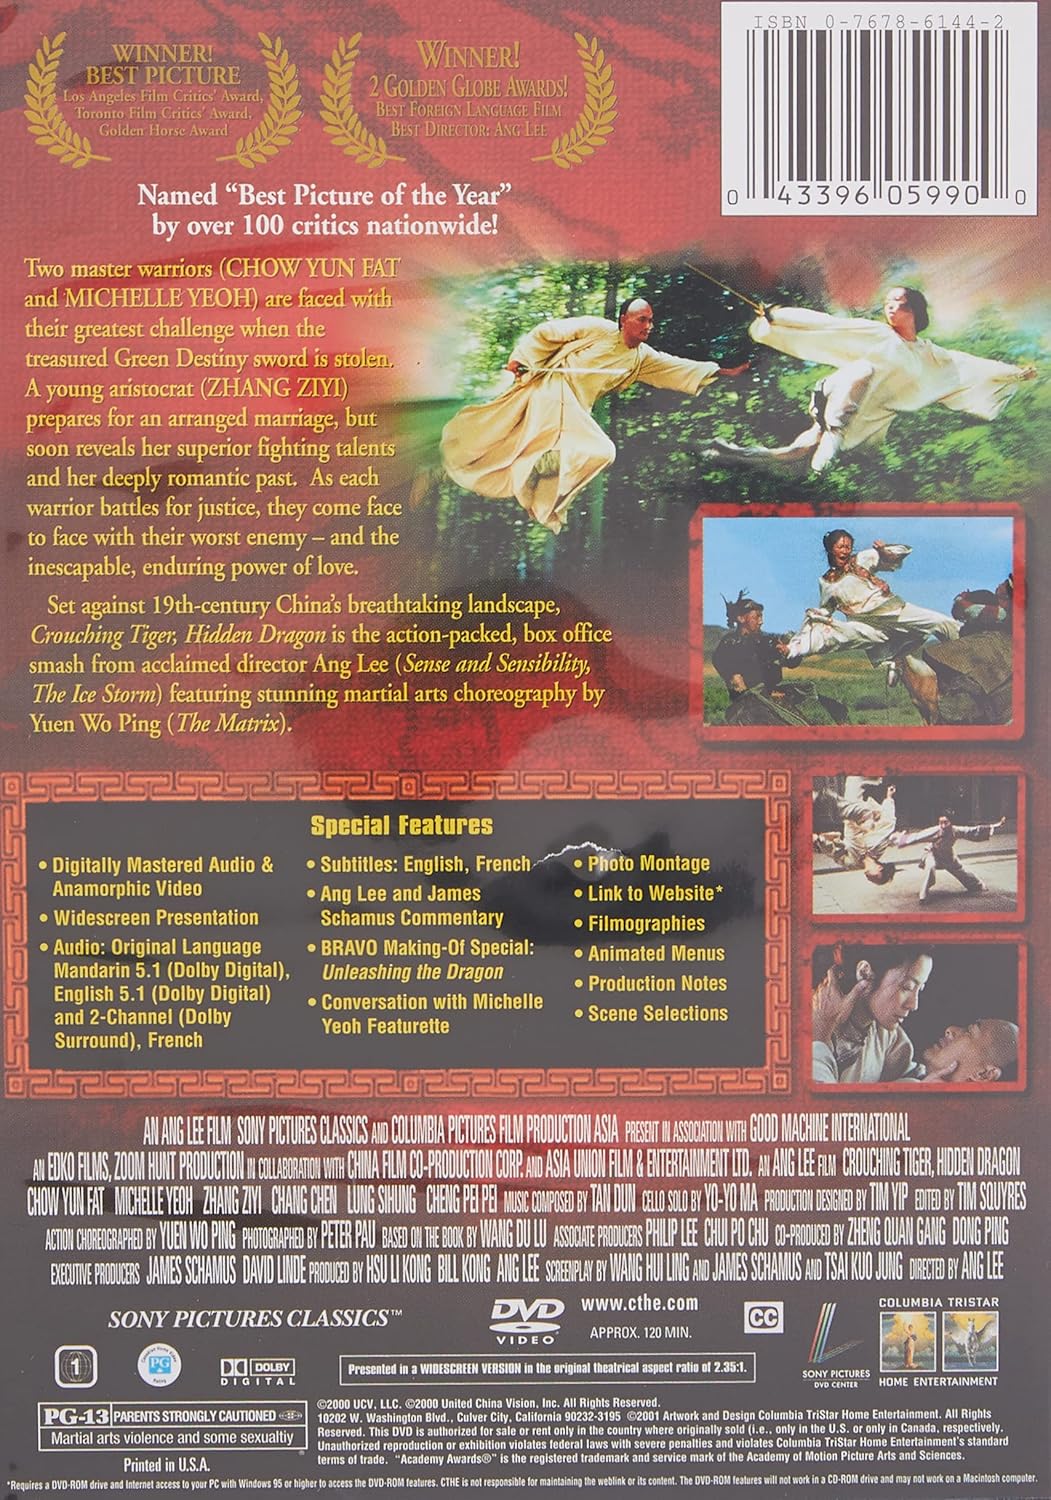 ISBN 0-7678-6144-2
0 43396 05990 0
WINNER!
BEST PICTURE
Los Angeles Film Critics' Award,
Toronto Film Critics' Award,
Golden Horse Award
WINNER!
2 GOLDEN GLOBE AWARDS!
BEST FOREIGN LANGUAGE FILM
BEST DIRECTOR: ANG LEE
Named “Best Picture of the Year”
by over 100 critics nationwide!
Two master warriors (CHOW YUN FAT
and MICHELLE YEOH) are faced with
their greatest challenge when the
treasured Green Destiny sword is stolen.
A young aristocrat (ZHANG ZIYI)
prepares for an arranged marriage, but
soon reveals her superior fighting talents
and her deeply romantic past. As each
warrior battles for justice, they come face
to face with their worst enemy – and the
inescapable, enduring power of love.
Set against 19th-century China's breathtaking landscape,
Crouching Tiger, Hidden Dragon is the action-packed, box office
smash from acclaimed director Ang Lee (Sense and Sensibility,
The Ice Storm) featuring stunning martial arts choreography by
Yuen Wo Ping (The Matrix).
Special Features
• Digitally Mastered Audio &
Anamorphic Video
• Widescreen Presentation
• Audio: Original Language
Mandarin 5.1 (Dolby Digital),
English 5.1 (Dolby Digital)
and 2-Channel (Dolby
Surround), French
• Subtitles: English, French
• Ang Lee and James
Schamus Commentary
• BRAVO Making-Of Special:
Unleashing the Dragon
• Conversation with Michelle
Yeoh Featurette
• Photo Montage
• Link to Website*
• Filmographies
• Animated Menus
• Production Notes
• Scene Selections
AN ANG LEE FILM SONY PICTURES CLASSICS AND COLUMBIA PICTURES FILM PRODUCTION ASIA PRESENT IN ASSOCIATION WITH GOOD MACHINE INTERNATIONAL
AN EDKO FILMS, ZOOM HUNT PRODUCTION IN COLLABORATION WITH CHINA FILM CO-PRODUCTION CORP. AND ASIA UNION FILM & ENTERTAINMENT LTD. AN ANG LEE FILM CROUCHING TIGER, HIDDEN DRAGON
CHOW YUN FAT MICHELLE YEOH ZHANG ZIYI CHANG CHEN LUNG SIHUNG CHENG PEI PEI MUSIC COMPOSED BY TAN DUN CELLO SOLO BY YO-YO MA PRODUCTION DESIGNED BY TIM YIP EDITED BY TIM SQUYRES
ACTION CHOREOGRAPHED BY YUEN WO PING PHOTOGRAPHED BY PETER PAU BASED ON THE BOOK BY WANG DU LU ASSOCIATE PRODUCERS PHILIP LEE CHUI PO CHU CO-PRODUCED BY ZHENG QUAN GANG DONG PING
EXECUTIVE PRODUCERS JAMES SCHAMUS DAVID LINDE PRODUCED BY HSU LI KONG BILL KONG ANG LEE SCREENPLAY BY WANG HUI LING AND JAMES SCHAMUS AND TSAI KUO JUNG DIRECTED BY ANG LEE
SONY PICTURES CLASSICS™
DVD
VIDEO
www.cthe.com
APPROX. 120 MIN.
CC
SONY PICTURES
DVD CENTER
COLUMBIA TRISTAR
HOME ENTERTAINMENT
1
PG
DOLBY
DIGITAL
Presented in a WIDESCREEN VERSION in the original theatrical aspect ratio of 2.35:1.
PG-13 PARENTS STRONGLY CAUTIONED
Martial arts violence and some sexualtiy
Printed in U.S.A.
©2000 UCV, LLC. ©2000 United China Vision, Inc. All Rights Reserved.
10202 W. Washington Blvd., Culver City, California 90232-3195 ©2001 Artwork and Design Columbia TriStar Home Entertainment. All Rights
Reserved. This DVD is authorized for sale or rent only in the country where originally sold (i.e., only in the U.S. or only in Canada, respectively.
Unauthorized reproduction or exhibition violates federal laws with severe penalties and violates Columbia TriStar Home Entertainment's standard
terms of trade. “Academy Awards®” is the registered trademark and service mark of the Academy of Motion Picture Arts and Sciences.
*Requires a DVD-ROM drive and Internet access to your PC with Windows 95 or higher to access the DVD-ROM features. CTHE is not responsible for maintaining the weblink or its content. The DVD-ROM features will not work in a CD-ROM drive and may not work on a Macintosh computer.